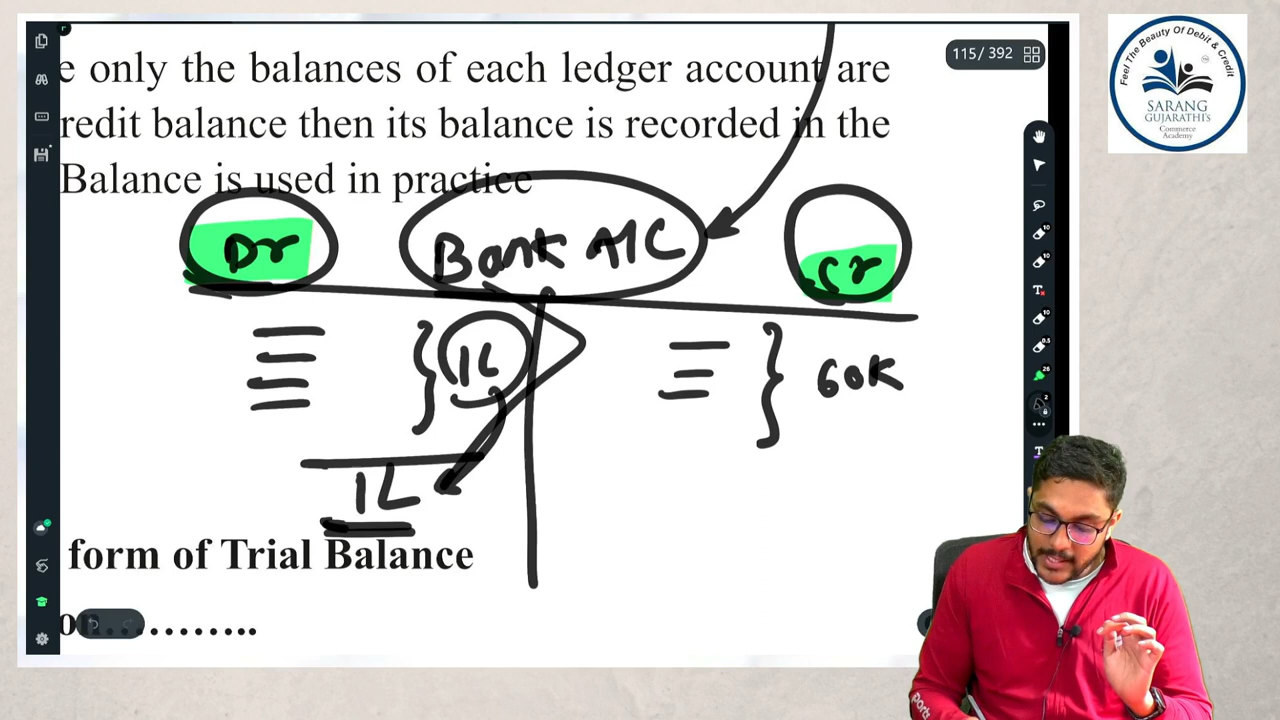 e only the balances of each ledger account are
115 / 392
redit balance then its balance is recorded in the
Balance is used in practice
Dr
Bank A/C
Cr
1L
60K
1L
form of Trial Balance
on...........
Feel The Beauty Of Debit & Credit
SARANG
GUJARATHI's
Commerce
Academy